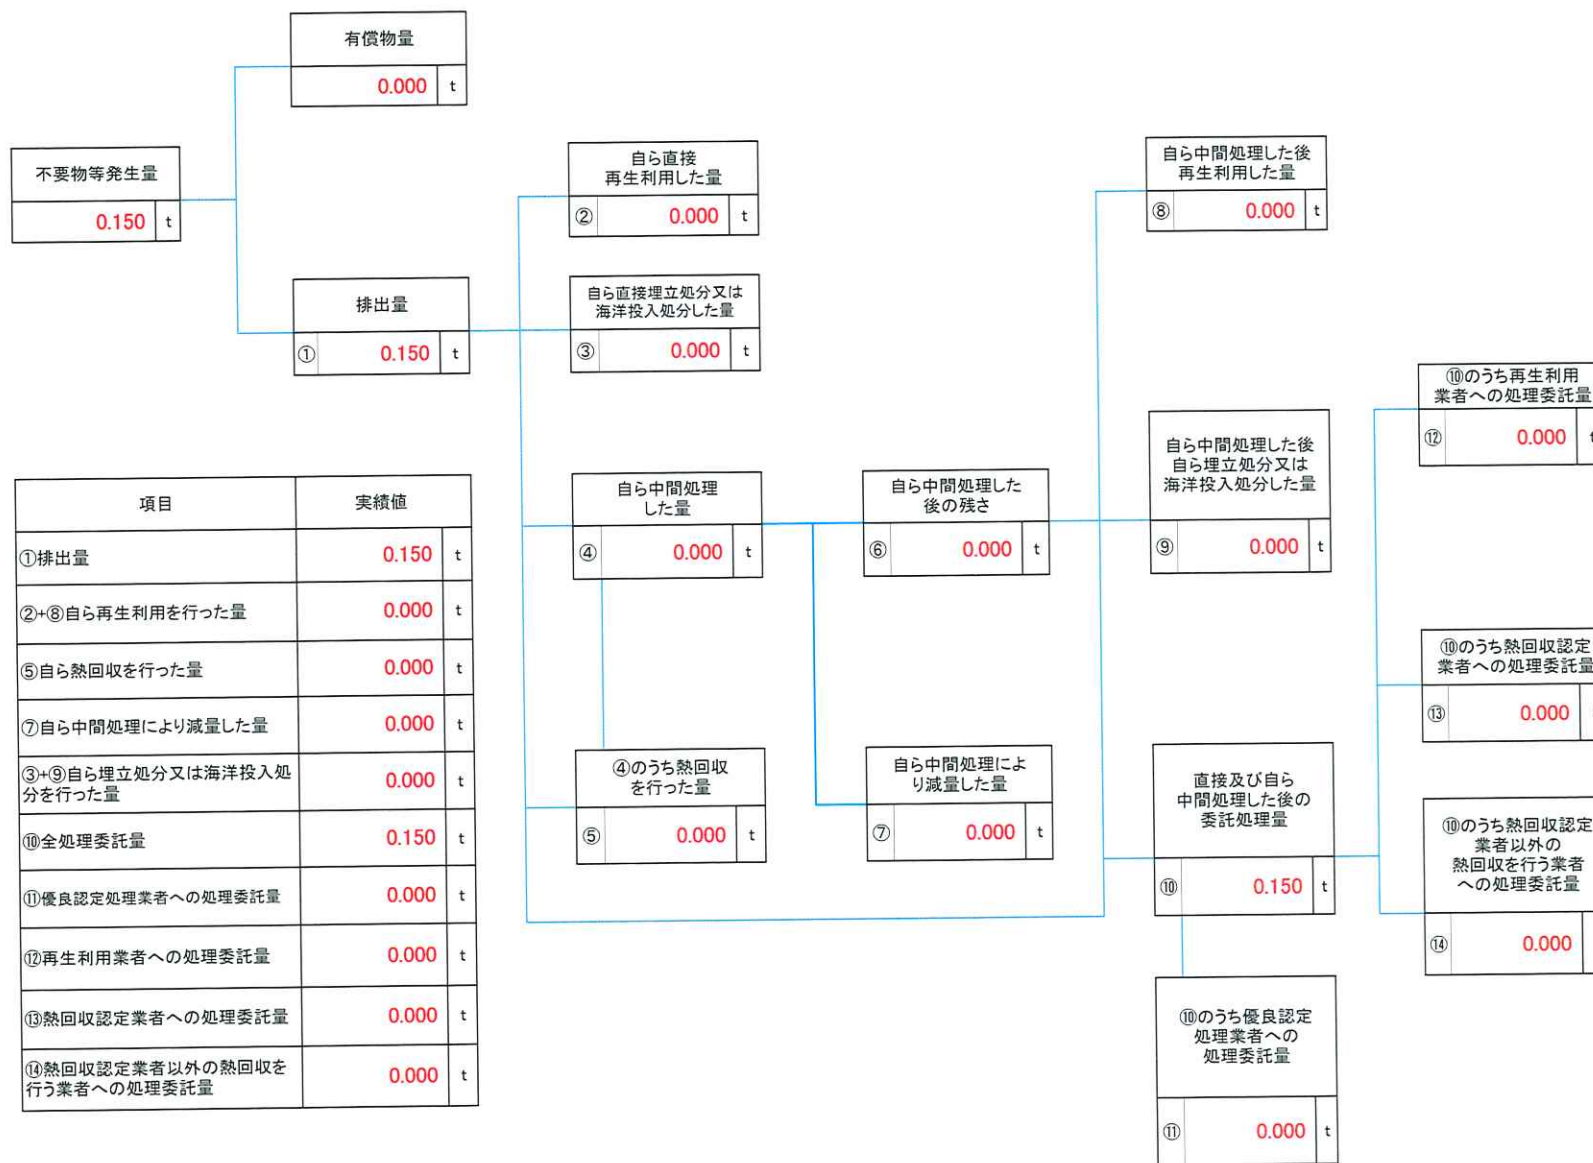 有償物量
0.000 t
不要物等発生量
0.150 t
排出量
① 0.150 t
自ら直接
再生利用した量
② 0.000 t
自ら直接埋立処分又は
海洋投入処分した量
③ 0.000 t
自ら中間処理
した量
④ 0.000 t
④のうち熱回収
を行った量
⑤ 0.000 t
自ら中間処理した
後の残さ
⑥ 0.000 t
自ら中間処理によ
り減量した量
⑦ 0.000 t
自ら中間処理した後
再生利用した量
⑧ 0.000 t
自ら中間処理した後
自ら埋立処分又は
海洋投入処分した量
⑨ 0.000 t
直接及び自ら
中間処理した後の
委託処理量
⑩ 0.150 t
⑩のうち優良認定
処理業者への
処理委託量
⑪ 0.000 t
⑩のうち再生利用
業者への処理委託量
⑫ 0.000 t
⑩のうち熱回収認定
業者への処理委託量
⑬ 0.000
⑩のうち熱回収認定
業者以外の
熱回収を行う業者
への処理委託量
⑭ 0.000
項目 実績値
①排出量 0.150 t
②+⑧自ら再生利用を行った量 0.000 t
⑤自ら熱回収を行った量 0.000 t
⑦自ら中間処理により減量した量 0.000 t
③+⑨自ら埋立処分又は海洋投入処
分を行った量 0.000 t
⑩全処理委託量 0.150 t
⑪優良認定処理業者への処理委託量 0.000 t
⑫再生利用業者への処理委託量 0.000 t
⑬熱回収認定業者への処理委託量 0.000 t
⑭熱回収認定業者以外の熱回収を
行う業者への処理委託量 0.000 t